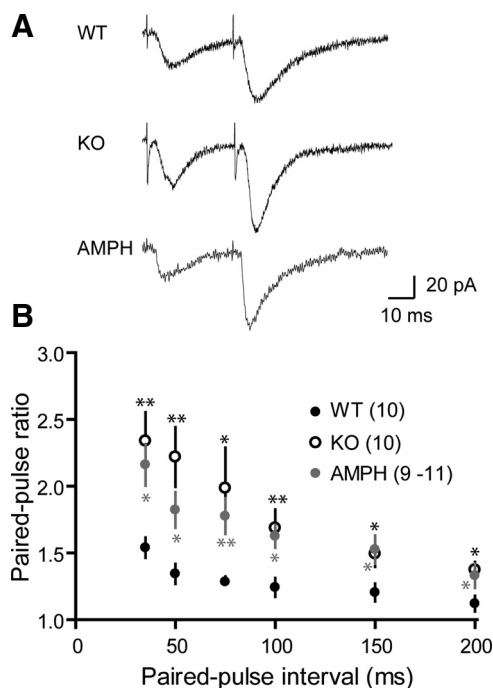 A
WT
KO
AMPH
20 pA
10 ms
B
3.0
2.5
2.0
1.5
1.0
Paired-pulse ratio
** ** * ** * *
* * ** * * *
WT (10)
KO (10)
AMPH (9 -11)
0 50 100 150 200
Paired-pulse interval (ms)